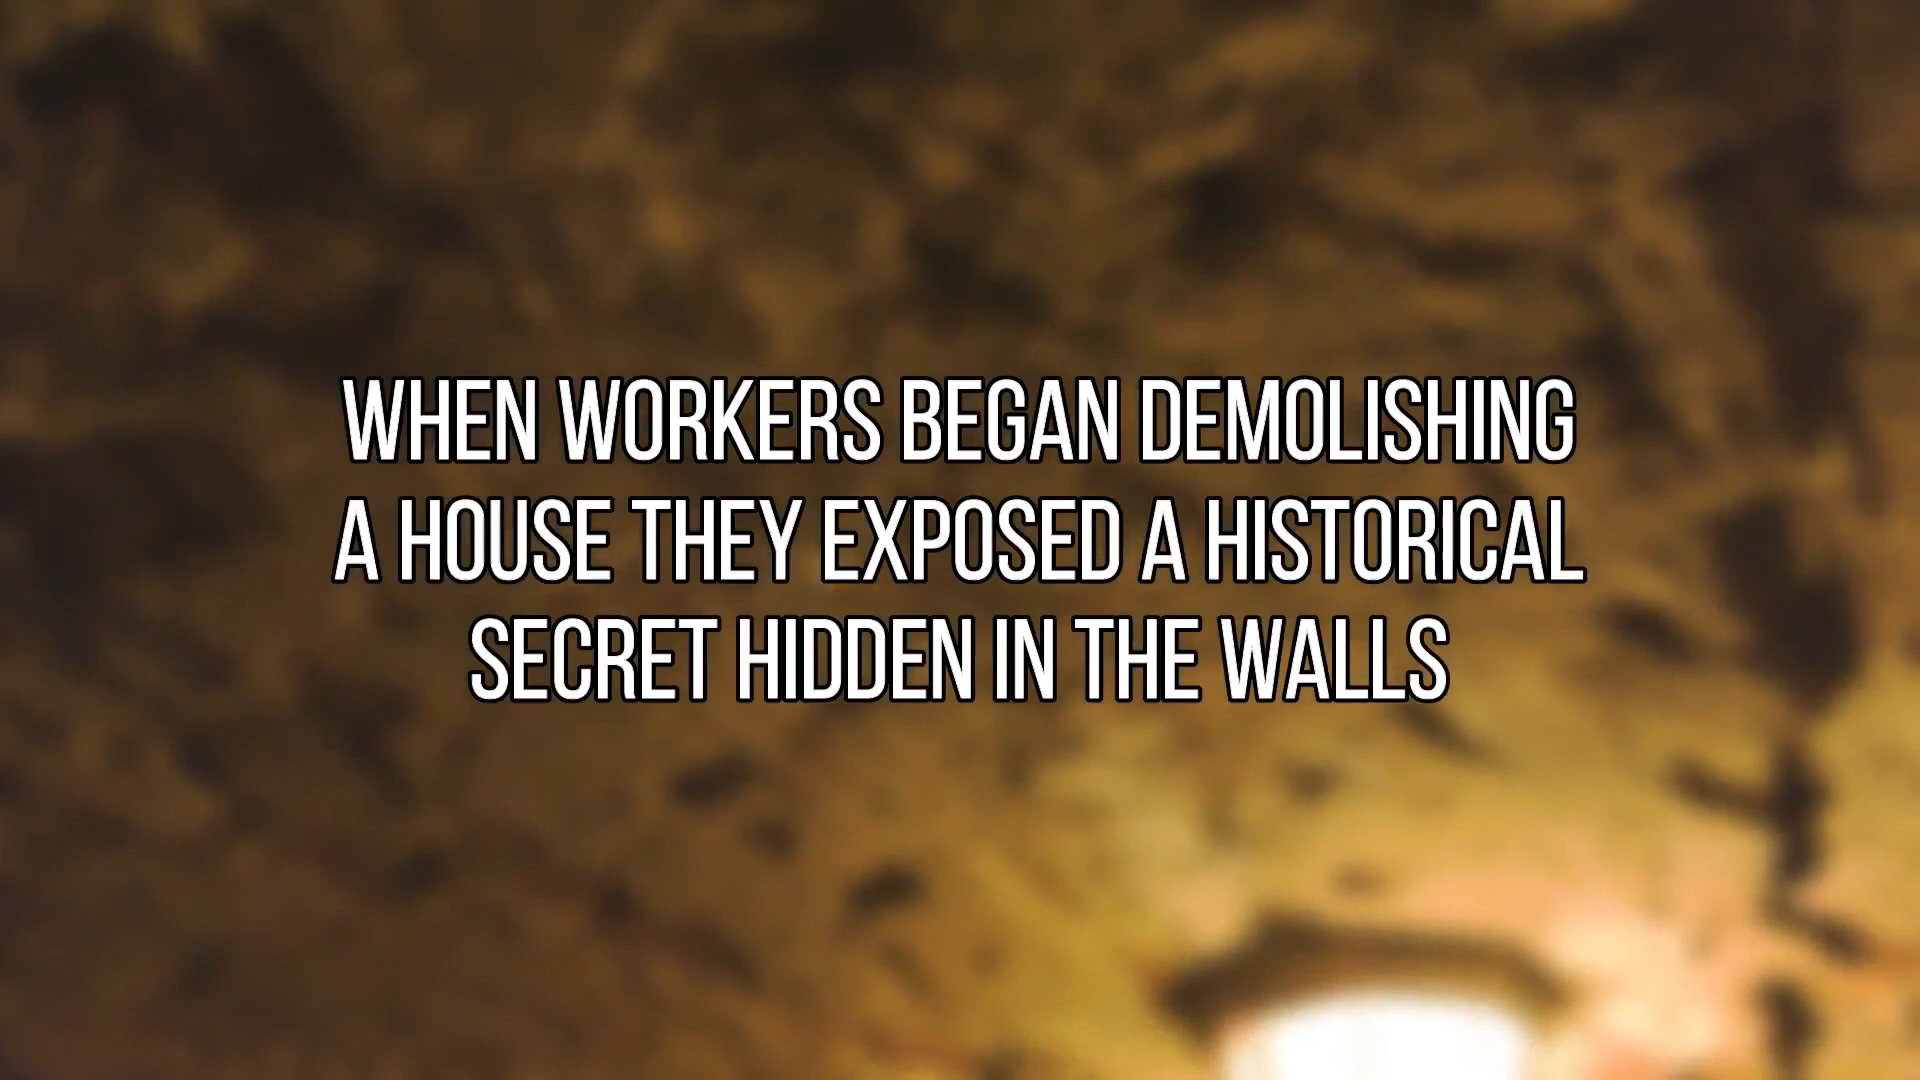 WHEN WORKERS BEGAN DEMOLISHING
A HOUSE THEY EXPOSED A HISTORICAL
SECRET HIDDEN IN THE WALLS